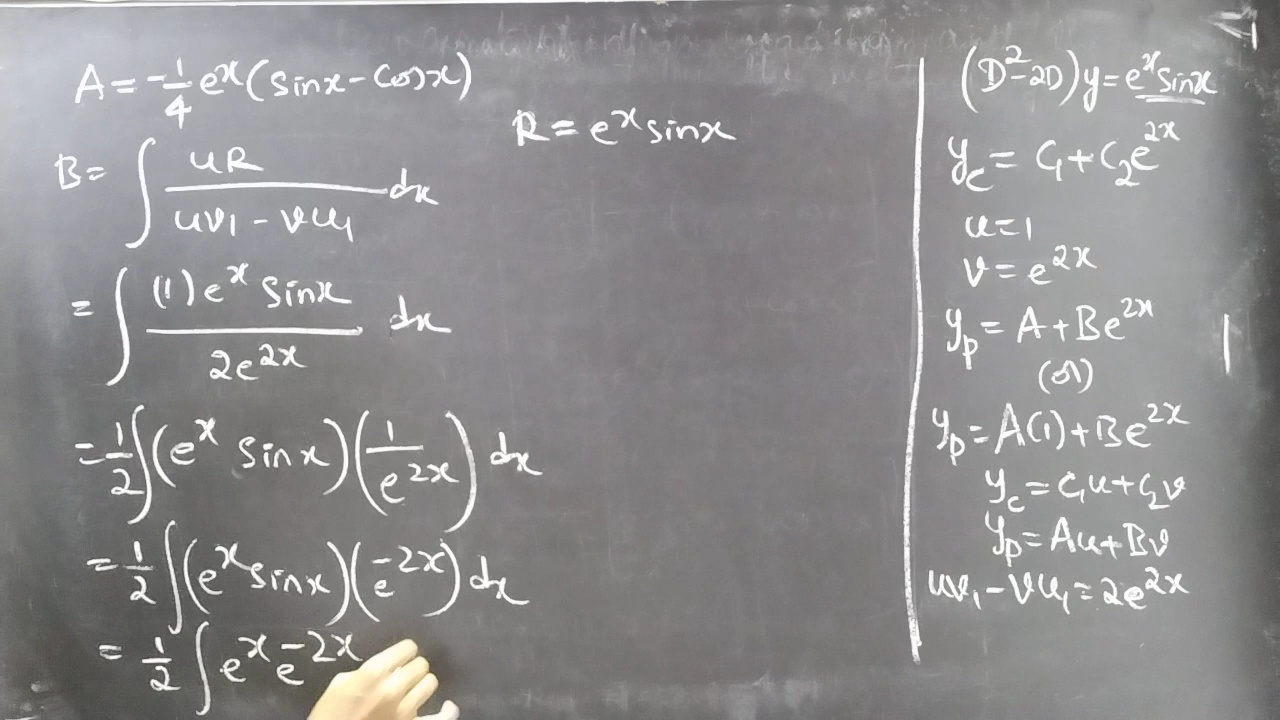 A = -1/4 e^x (sinx - cosx)
R = e^x sinx
B = ∫ uR / (uv₁ - vu₁) dx
= ∫ (1) e^x sinx / 2e^{2x} dx
= 1/2 ∫ (e^x sinx) (1/e^{2x}) dx
= 1/2 ∫ (e^x sinx) (e^{-2x}) dx
= 1/2 ∫ e^x e^{-2x}
(D² - 2D) y = e^x sinx
y_c = C₁ + C₂ e^{2x}
u = 1
v = e^{2x}
y_p = A + Be^{2x}
(or)
y_p = A(1) + Be^{2x}
y_c = C₁u + C₂v
y_p = Au + Bv
uv₁ - vu₁ = 2e^{2x}